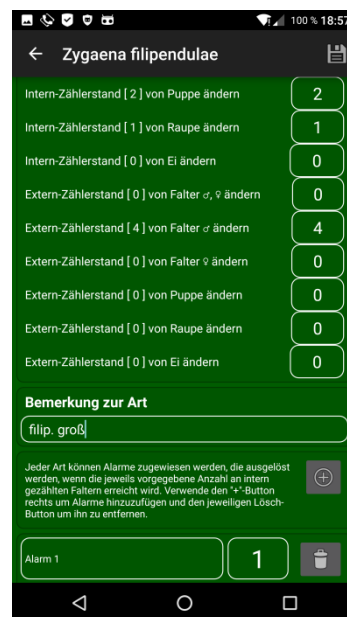 100 % 18:57
Zygaena filipendulae
Intern-Zählerstand [ 2 ] von Puppe ändern 2
Intern-Zählerstand [ 1 ] von Raupe ändern 1
Intern-Zählerstand [ 0 ] von Ei ändern 0
Extern-Zählerstand [ 0 ] von Falter ♂, ♀ ändern 0
Extern-Zählerstand [ 4 ] von Falter ♂ ändern 4
Extern-Zählerstand [ 0 ] von Falter ♀ ändern 0
Extern-Zählerstand [ 0 ] von Puppe ändern 0
Extern-Zählerstand [ 0 ] von Raupe ändern 0
Extern-Zählerstand [ 0 ] von Ei ändern 0
Bemerkung zur Art
filip. groß
Jeder Art können Alarme zugewiesen werden, die ausgelöst
werden, wenn die jeweils vorgegebene Anzahl an intern
gezählten Faltern erreicht wird. Verwende den "+"-Button
rechts um Alarme hinzuzufügen und den jeweiligen Lösch-
Button um ihn zu entfernen.
Alarm 1 1